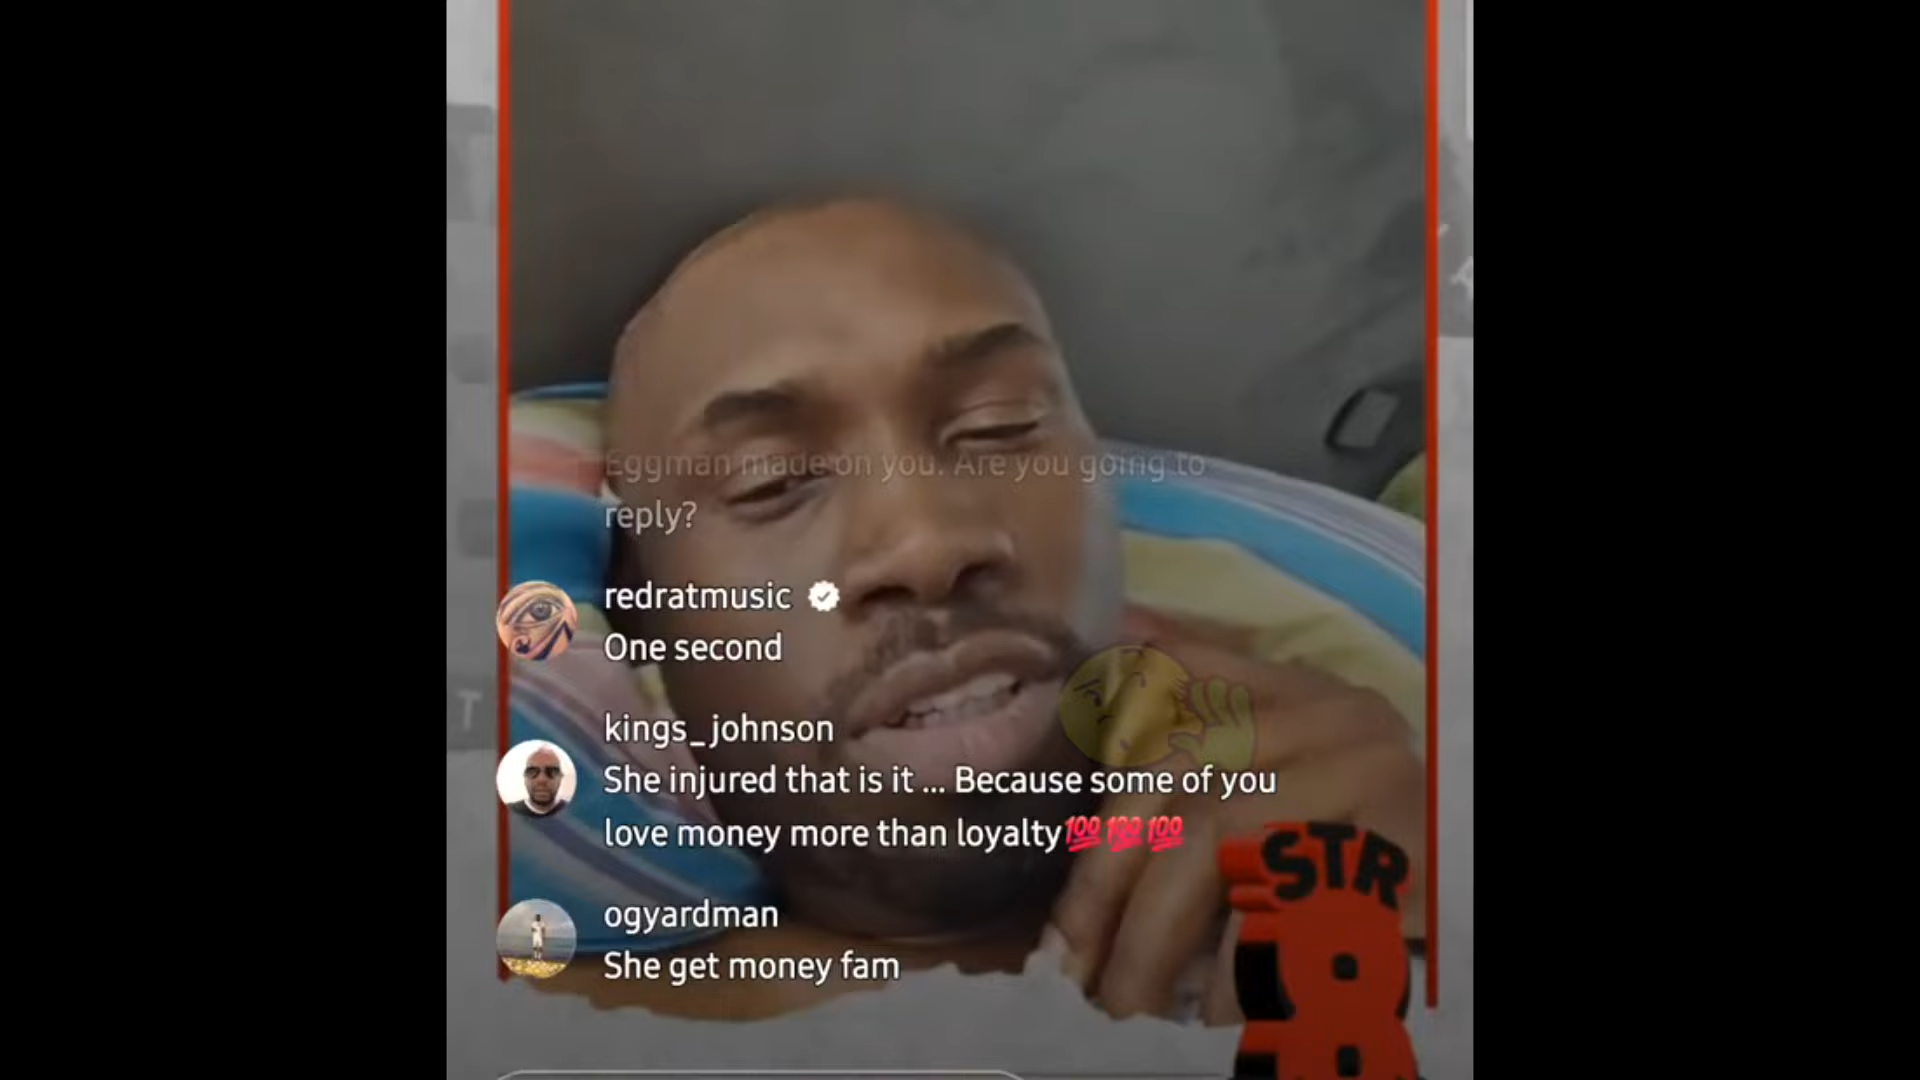 Eggman made on you. Are you going to
reply?
redratmusic
One second
kings_johnson
She injured that is it ... Because some of you
love money more than loyalty💯💯💯
ogyardman
She get money fam
STR
8
T